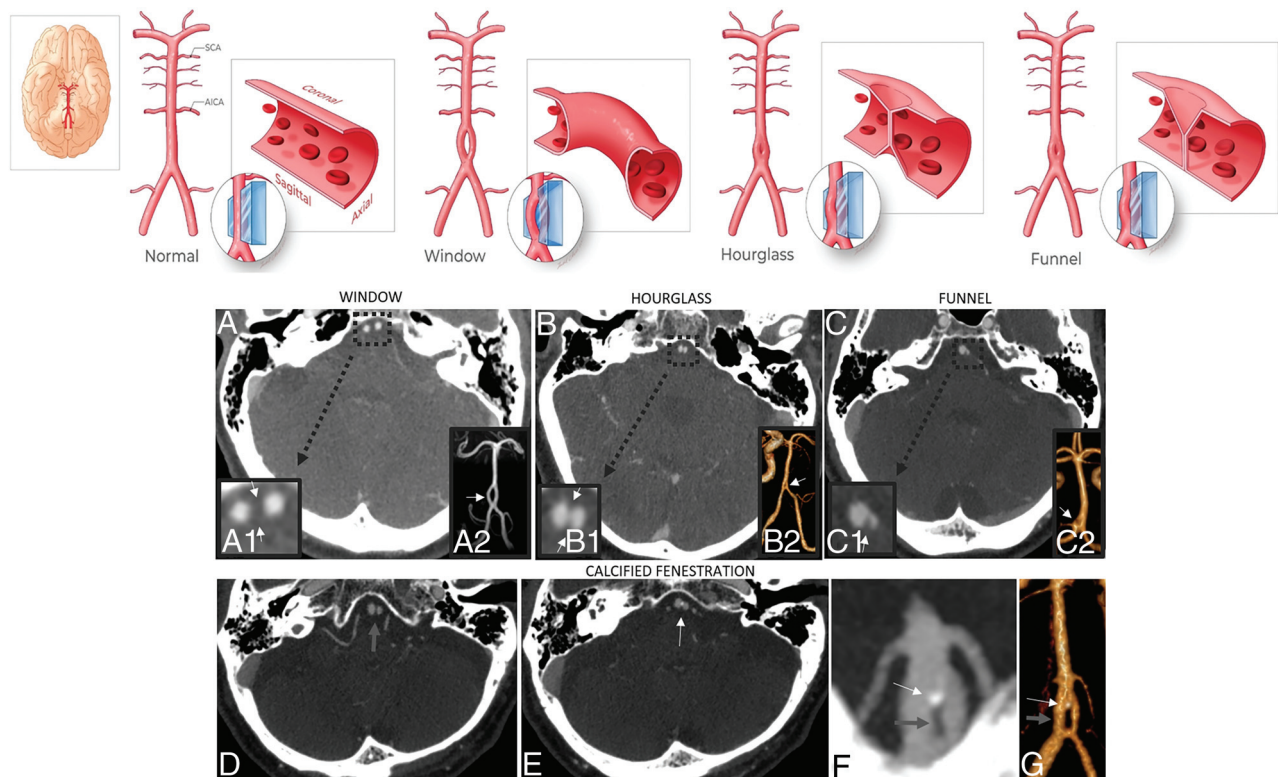 SCA
AICA
Coronal
Sagittal
Axial
Normal
Window
Hourglass
Funnel
WINDOW
HOURGLASS
FUNNEL
A
B
C
A1
A2
B1
B2
C1
C2
CALCIFIED FENESTRATION
D
E
F
G